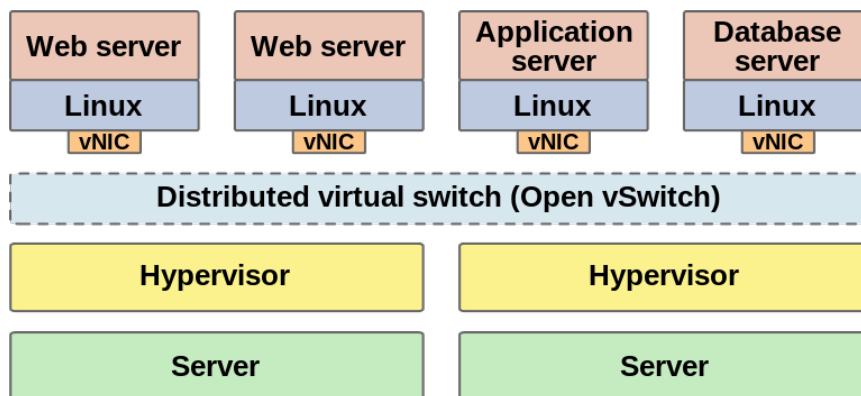 Web server
Web server
Application
server
Database
server
Linux
Linux
Linux
Linux
vNIC
vNIC
vNIC
vNIC
Distributed virtual switch (Open vSwitch)
Hypervisor
Hypervisor
Server
Server